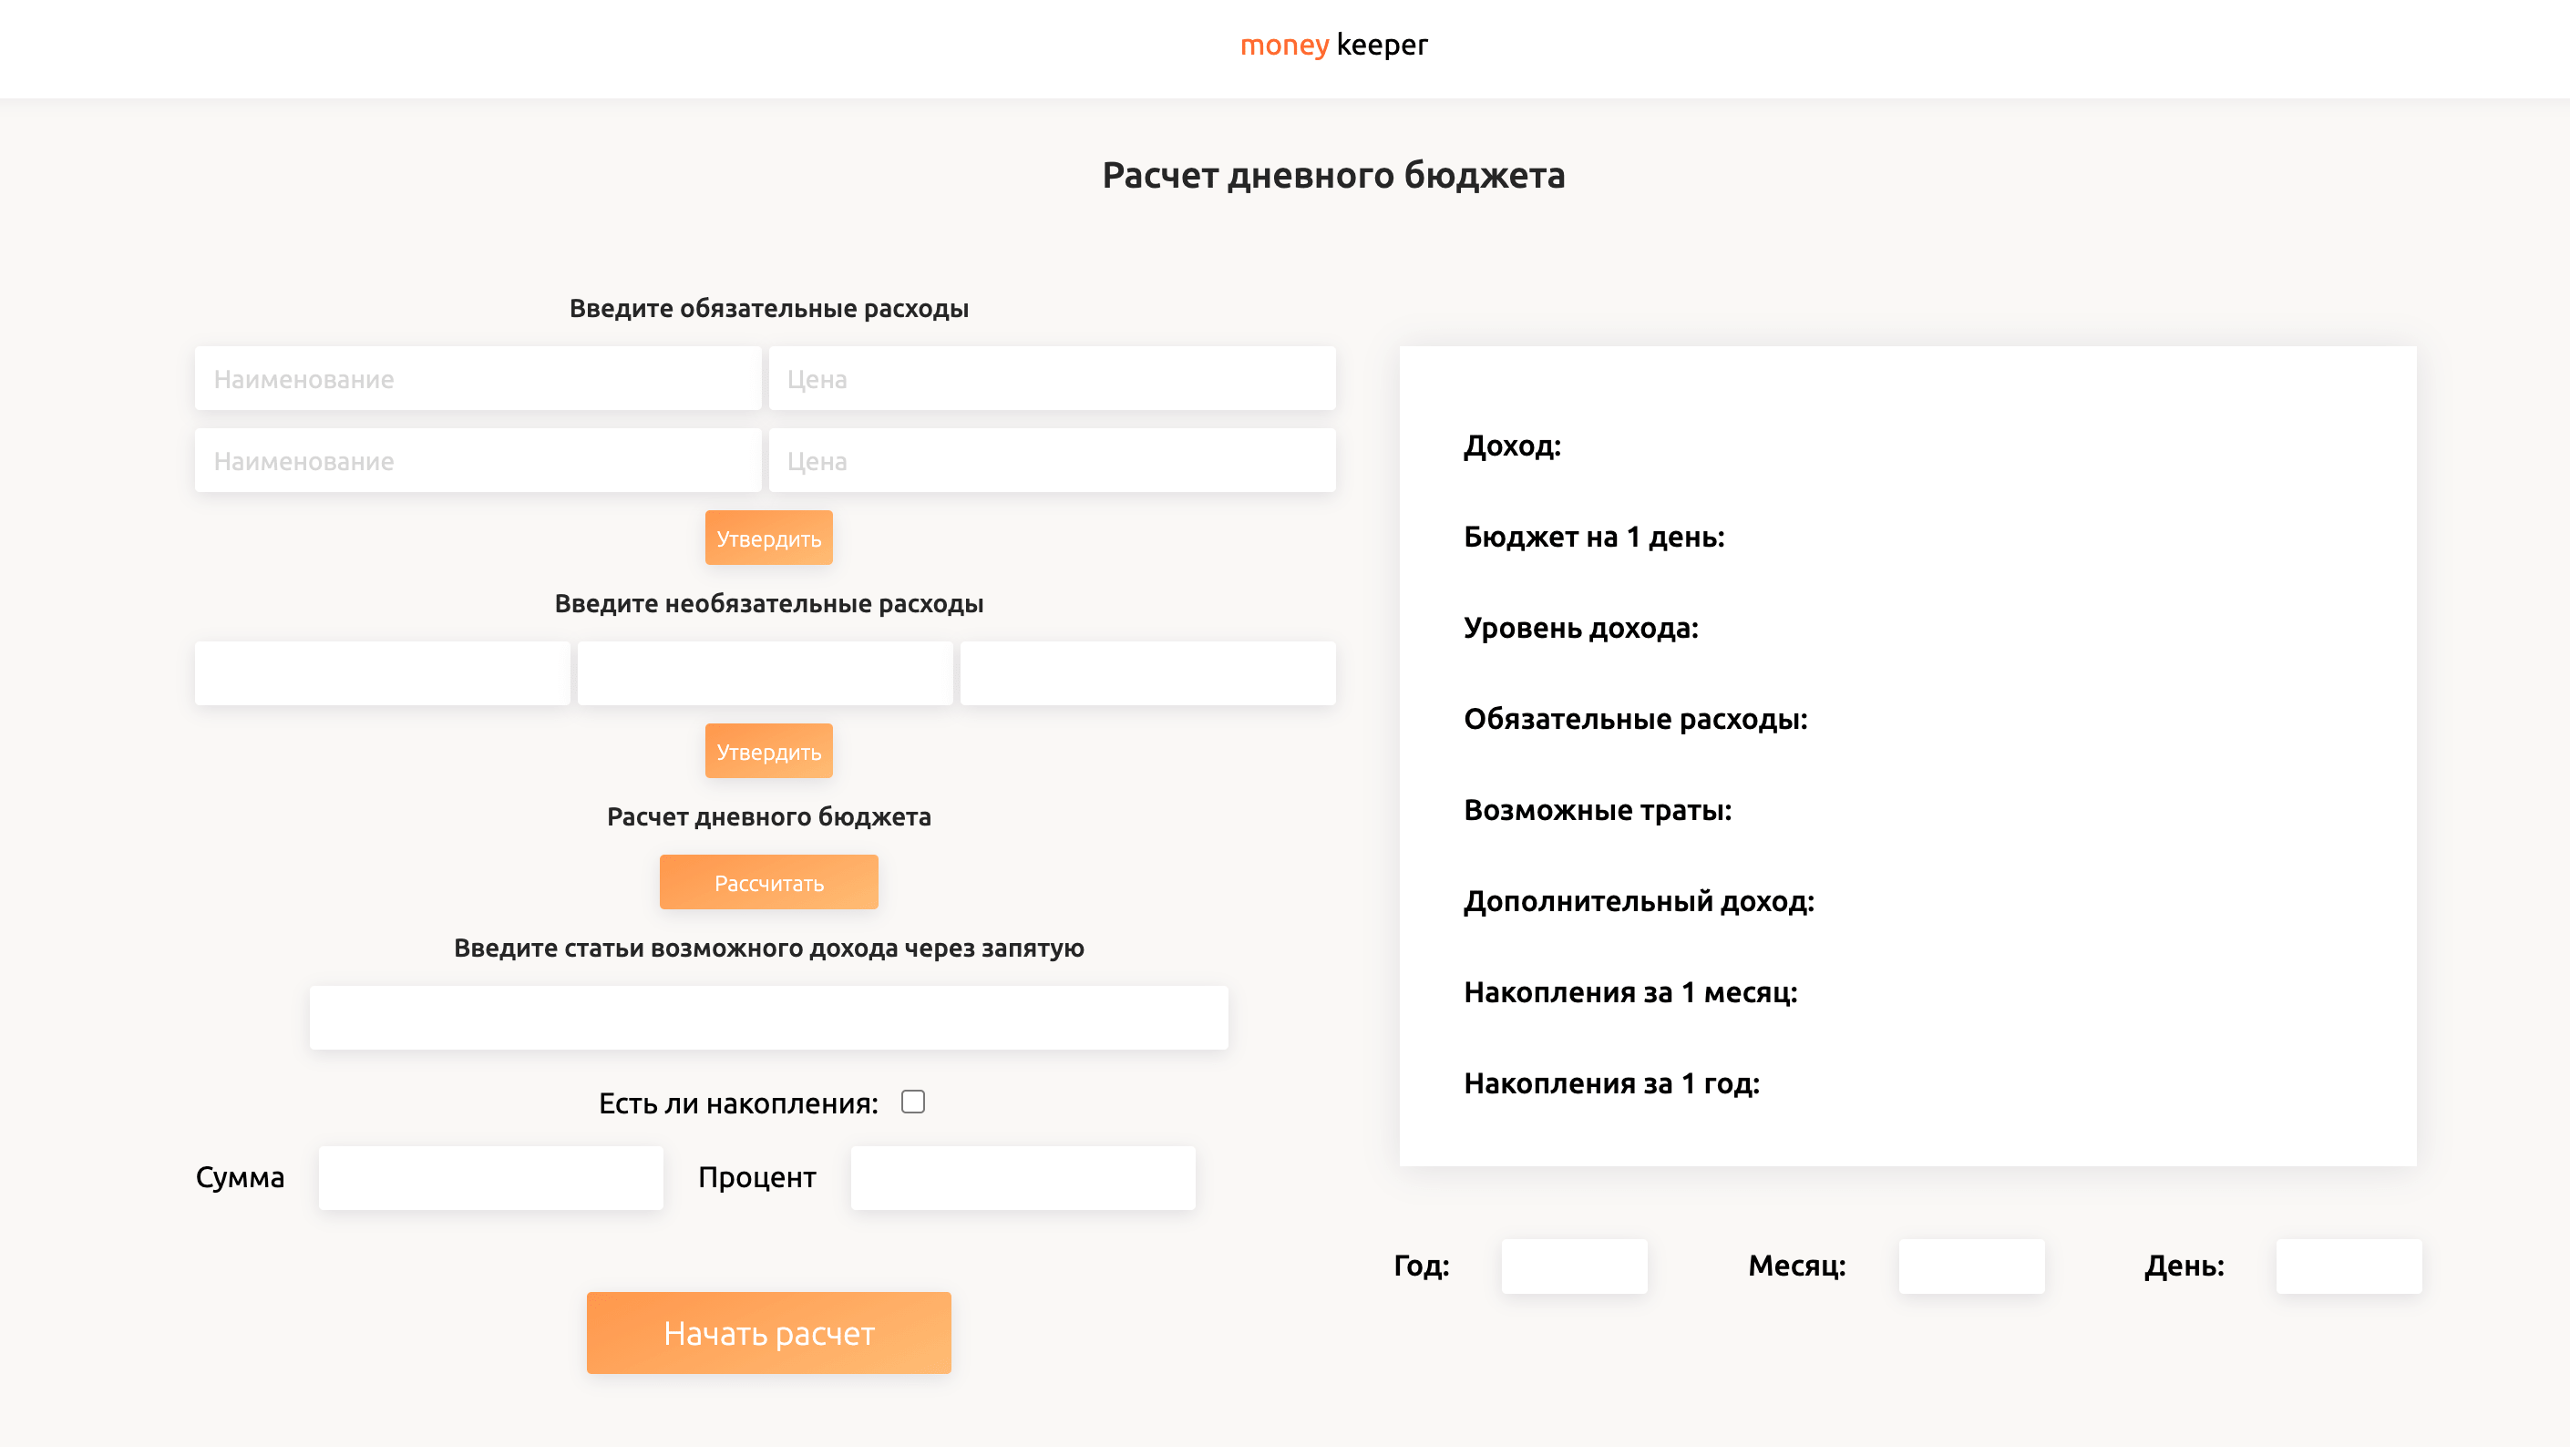 money keeper
Расчет дневного бюджета
Введите обязательные расходы
Наименование Цена
Наименование Цена
Утвердить
Введите необязательные расходы
Утвердить
Расчет дневного бюджета
Рассчитать
Введите статьи возможного дохода через запятую
Есть ли накопления:
Сумма Процент
Начать расчет
Доход:
Бюджет на 1 день:
Уровень дохода:
Обязательные расходы:
Возможные траты:
Дополнительный доход:
Накопления за 1 месяц:
Накопления за 1 год:
Год: Месяц: День: